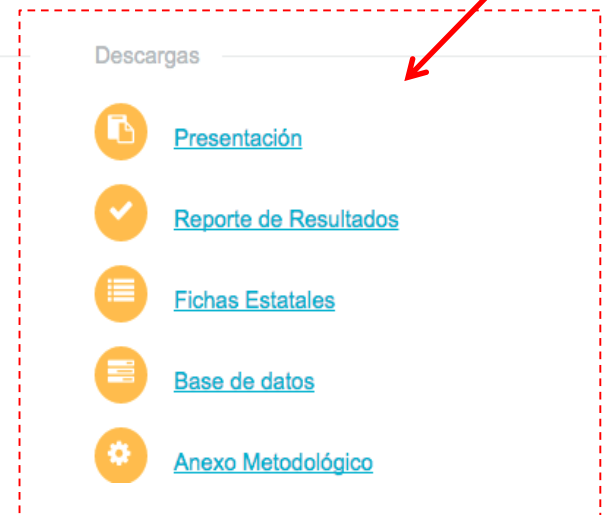 Descargas
Presentación
Reporte de Resultados
Fichas Estatales
Base de datos
Anexo Metodológico